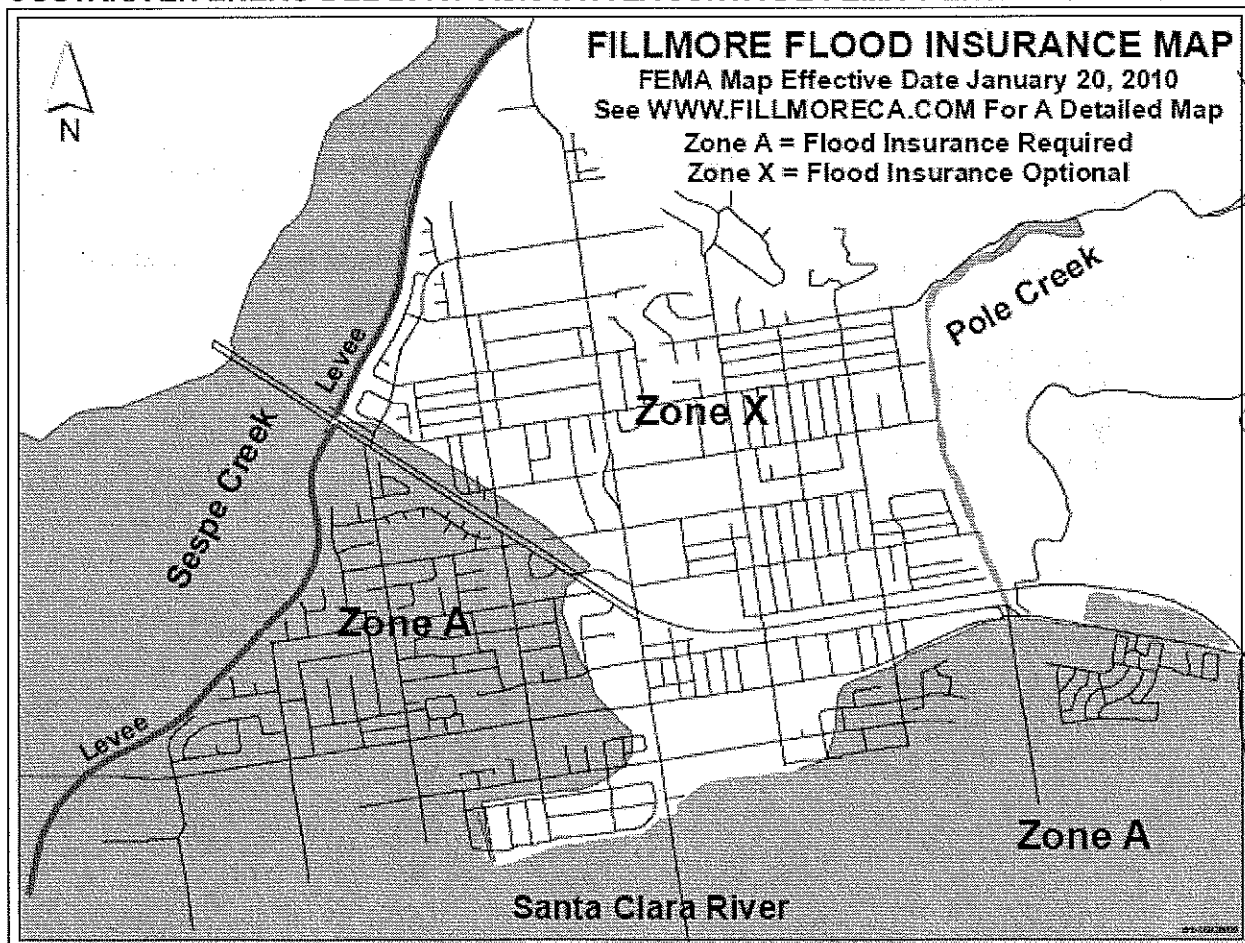 FILLMORE FLOOD INSURANCE MAP
FEMA Map Effective Date January 20, 2010
See WWW.FILLMORECA.COM For A Detailed Map
Zone A = Flood Insurance Required
Zone X = Flood Insurance Optional
N
Pole Creek
Levee
Zone X
Sespe Creek
Zone A
Levee
Zone A
Santa Clara River